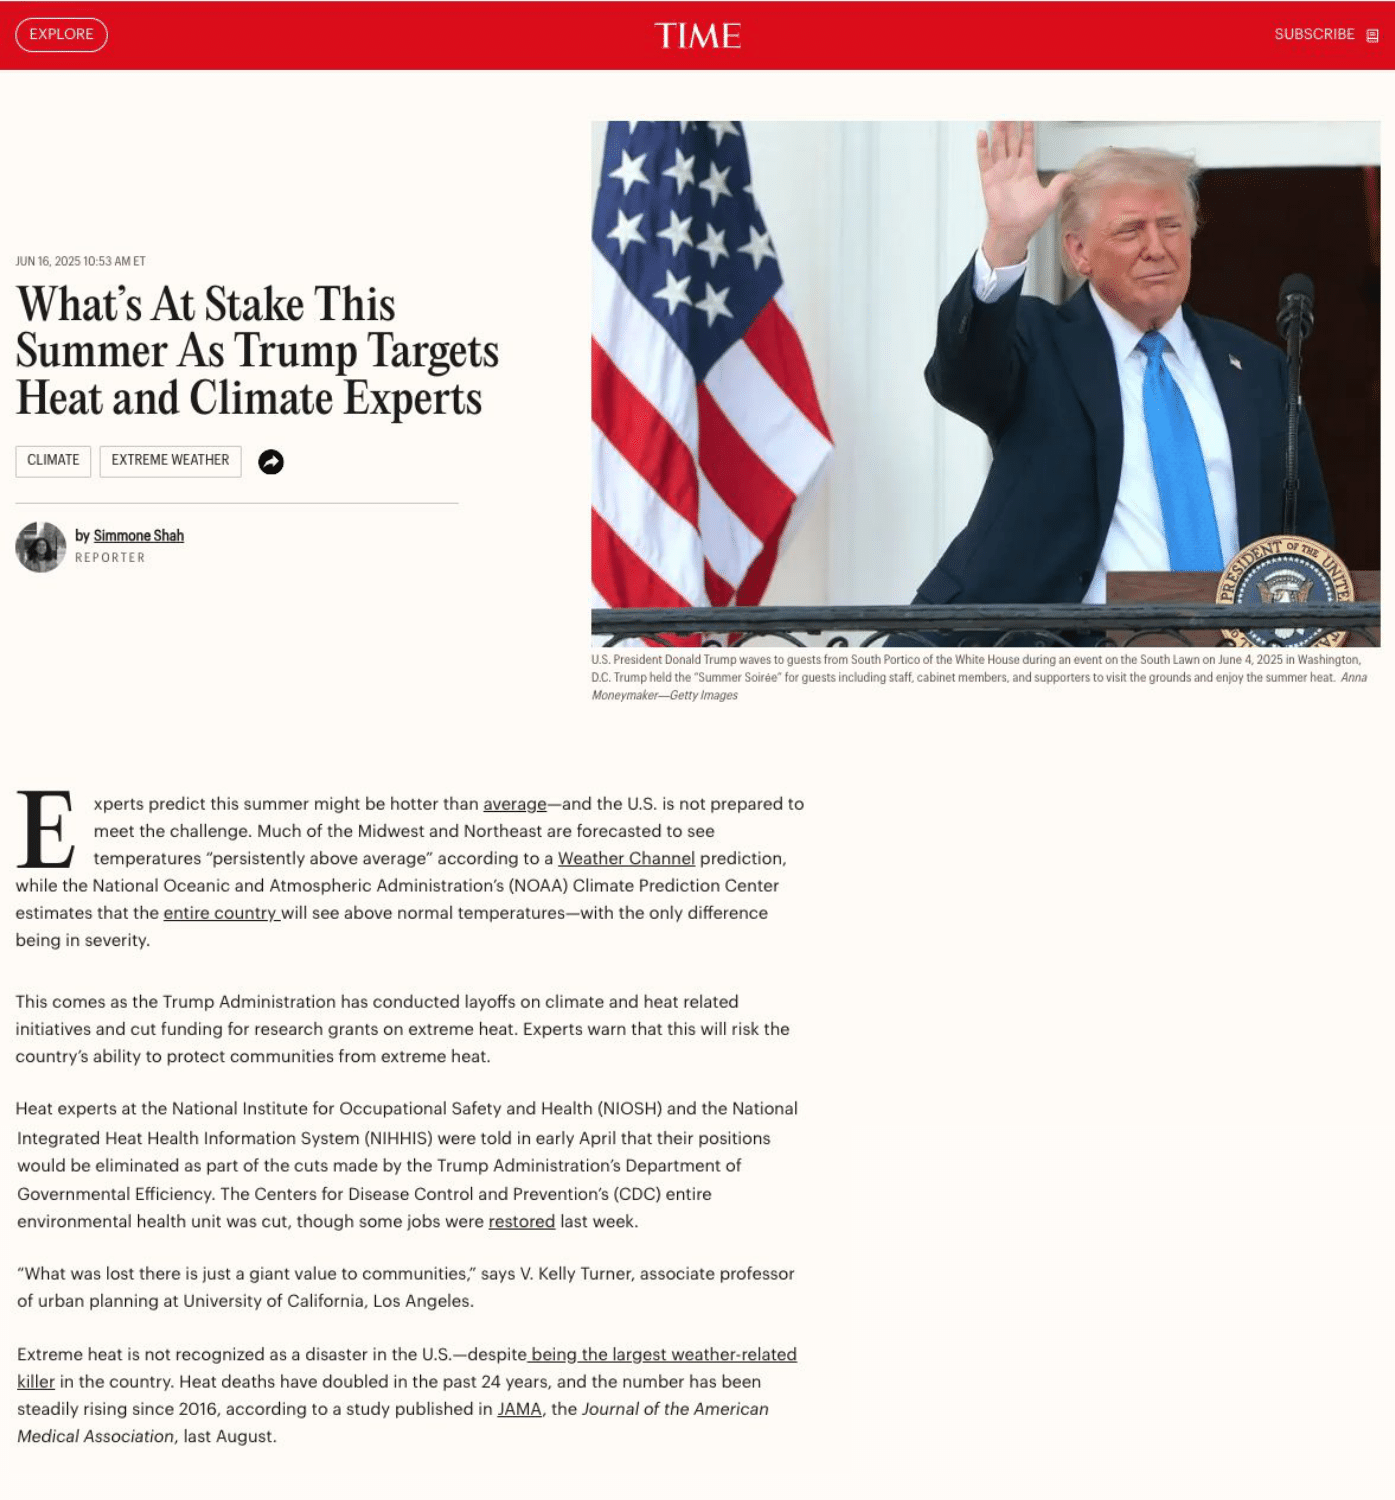 EXPLORE
TIME
SUBSCRIBE
JUN 16, 2025 10:53 AM ET
What's At Stake This
Summer As Trump Targets
Heat and Climate Experts
CLIMATE
EXTREME WEATHER
by Simmone Shah
REPORTER
PRESIDENT OF THE UNITE
STA
U.S. President Donald Trump waves to guests from South Portico of the White House during an event on the South Lawn on June 4, 2025 in Washington,
D.C. Trump held the “Summer Soirée” for guests including staff, cabinet members, and supporters to visit the grounds and enjoy the summer heat. Anna
Moneymaker—Getty Images
Experts predict this summer might be hotter than average—and the U.S. is not prepared to
meet the challenge. Much of the Midwest and Northeast are forecasted to see
temperatures “persistently above average” according to a Weather Channel prediction,
while the National Oceanic and Atmospheric Administration’s (NOAA) Climate Prediction Center
estimates that the entire country will see above normal temperatures—with the only difference
being in severity.
This comes as the Trump Administration has conducted layoffs on climate and heat related
initiatives and cut funding for research grants on extreme heat. Experts warn that this will risk the
country’s ability to protect communities from extreme heat.
Heat experts at the National Institute for Occupational Safety and Health (NIOSH) and the National
Integrated Heat Health Information System (NIHHIS) were told in early April that their positions
would be eliminated as part of the cuts made by the Trump Administration’s Department of
Governmental Efficiency. The Centers for Disease Control and Prevention’s (CDC) entire
environmental health unit was cut, though some jobs were restored last week.
“What was lost there is just a giant value to communities,” says V. Kelly Turner, associate professor
of urban planning at University of California, Los Angeles.
Extreme heat is not recognized as a disaster in the U.S.—despite being the largest weather-related
killer in the country. Heat deaths have doubled in the past 24 years, and the number has been
steadily rising since 2016, according to a study published in JAMA, the Journal of the American
Medical Association, last August.